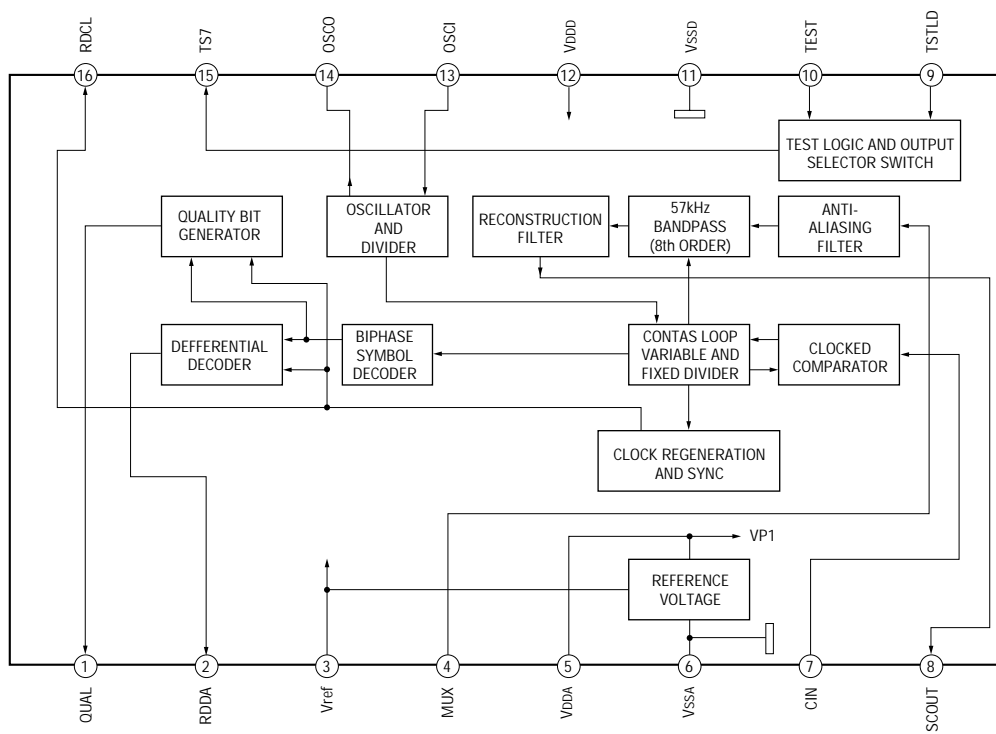 RDCL
TS7
OSCO
OSCI
VDDD
VSSD
TEST
TSTLD
16
15
14
13
12
11
10
9
TEST LOGIC AND OUTPUT
SELECTOR SWITCH
QUALITY BIT
GENERATOR
OSCILLATOR
AND
DIVIDER
RECONSTRUCTION
FILTER
57kHz
BANDPASS
(8th ORDER)
ANTI-
ALIASING
FILTER
DEFFERENTIAL
DECODER
BIPHASE
SYMBOL
DECODER
CONTAS LOOP
VARIABLE AND
FIXED DIVIDER
CLOCKED
COMPARATOR
CLOCK REGENERATION
AND SYNC
VP1
REFERENCE
VOLTAGE
1
2
3
4
5
6
7
8
QUAL
RDDA
Vref
MUX
VDDA
VSSA
CIN
SCOUT